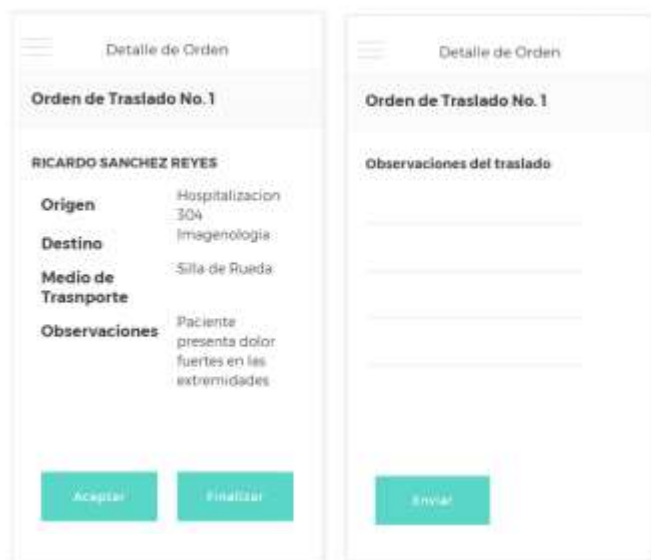 Detalle de Orden
Orden de Traslado No. 1
RICARDO SANCHEZ REYES
Origen
Hospitalizacion
304
Destino
Imagenologia
Medio de
Trasnporte
Silla de Rueda
Observaciones
Paciente
presenta dolor
fuertes en las
extremidades
Aceptar
Finalizar
Detalle de Orden
Orden de Traslado No. 1
Observaciones del traslado
Enviar